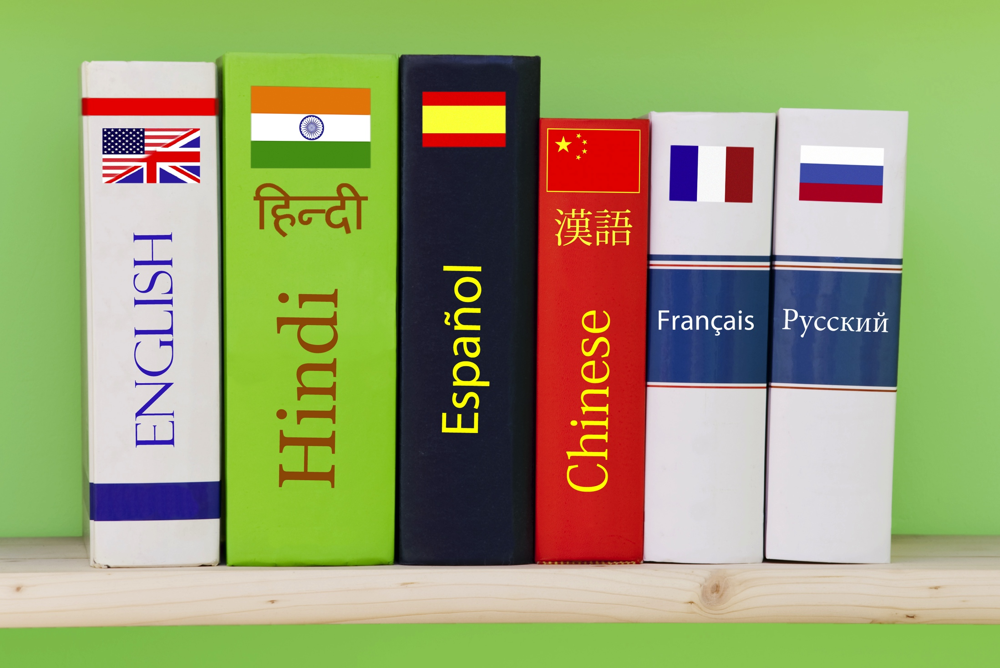 ENGLISH
हिन्दी
Hindi
Español
漢語
Chinese
Français
Русский